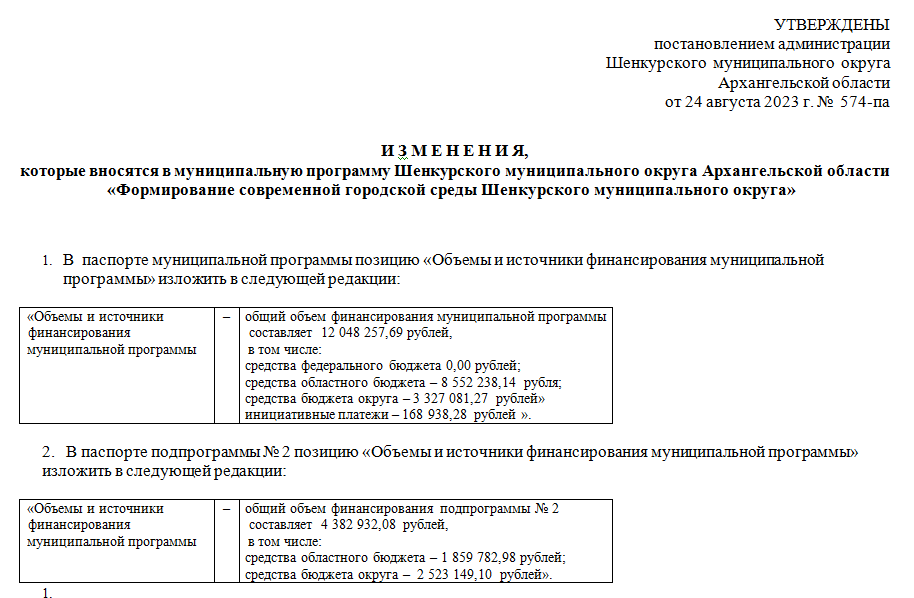 УТВЕРЖДЕНЫ
постановлением администрации
Шенкурского муниципального округа
Архангельской области
от 24 августа 2023 г. № 574-па
И З М Е Н Е Н И Я,
которые вносятся в муниципальную программу Шенкурского муниципального округа Архангельской области
«Формирование современной городской среды Шенкурского муниципального округа»
1. В паспорте муниципальной программы позицию «Объемы и источники финансирования муниципальной
программы» изложить в следующей редакции:
«Объемы и источники
финансирования
муниципальной программы
–
общий объем финансирования муниципальной программы
составляет 12 048 257,69 рублей,
в том числе:
средства федерального бюджета 0,00 рублей;
средства областного бюджета – 8 552 238,14 рубля;
средства бюджета округа – 3 327 081,27 рублей»
инициативные платежи – 168 938,28 рублей ».
2. В паспорте подпрограммы № 2 позицию «Объемы и источники финансирования муниципальной программы»
изложить в следующей редакции:
«Объемы и источники
финансирования
муниципальной программы
–
общий объем финансирования подпрограммы № 2
составляет 4 382 932,08 рублей,
в том числе:
средства областного бюджета – 1 859 782,98 рублей;
средства бюджета округа – 2 523 149,10 рублей».
1.